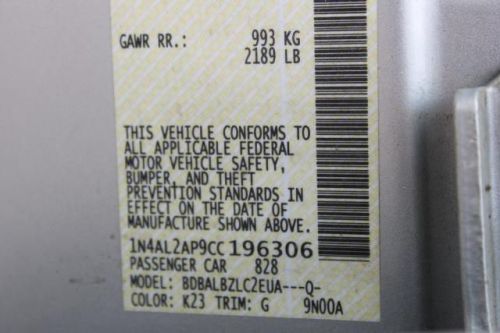 GAWR RR.: 993 KG
2189 LB
THIS VEHICLE CONFORMS TO
ALL APPLICABLE FEDERAL
MOTOR VEHICLE SAFETY,
BUMPER, AND THEFT
PREVENTION STANDARDS IN
EFFECT ON THE DATE OF
MANUFACTURE SHOWN ABOVE.
1N4AL2AP9CC196306
PASSENGER CAR 828
MODEL: BDBALBZLC2EUA---Q-
COLOR: K23 TRIM: G 9N00A